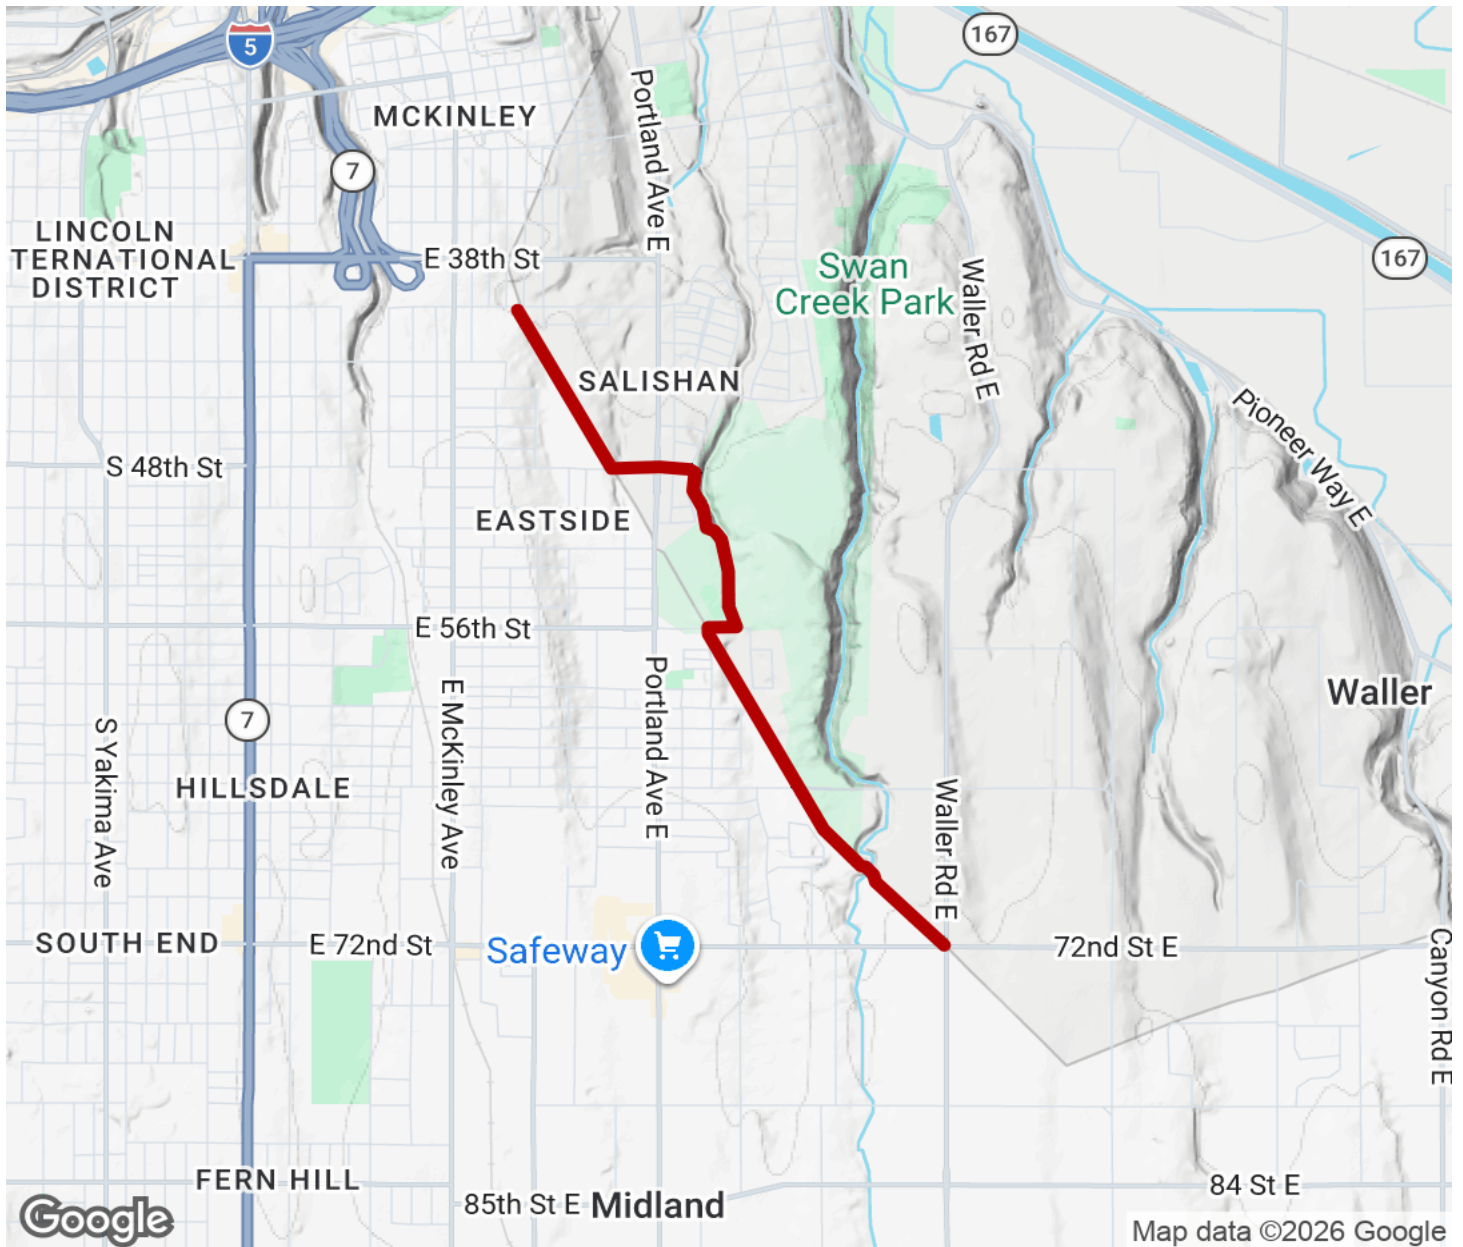 5
167
MCKINLEY
Portland Ave E
7
LINCOLN
TERNATIONAL
DISTRICT
E 38th St
167
Swan
Creek Park
Waller Rd E
SALISHAN
Pioneer Way E
S 48th St
EASTSIDE
E 56th St
Waller
7
S Yakima Ave
E McKinley Ave
Portland Ave E
HILLSDALE
Waller Rd E
SOUTH END
E 72nd St
Safeway
72nd St E
Canyon Rd E
FERN HILL
85th St E
Midland
84 St E
Google
Map data ©2026 Google